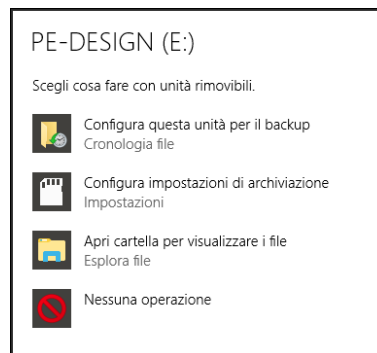 PE-DESIGN (E:)
Scegli cosa fare con unità rimovibili.
Configura questa unità per il backup
Cronologia file
Configura impostazioni di archiviazione
Impostazioni
Apri cartella per visualizzare i file
Esplora file
Nessuna operazione